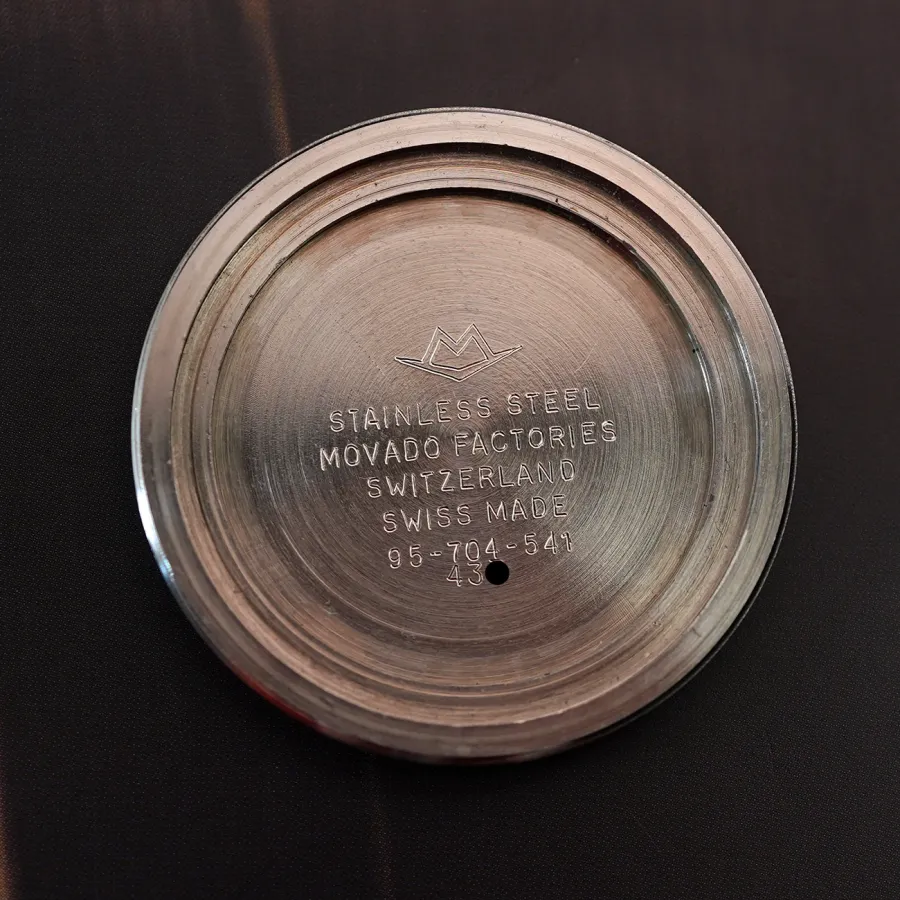 STAINLESS STEEL
MOVADO FACTORIES
SWITZERLAND
SWISS MADE
95-704-541
43